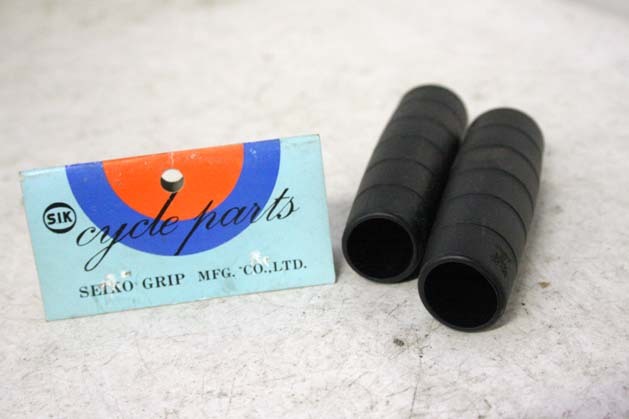 SIK
cycle parts
SEIKO GRIP MFG. CO.,LTD.